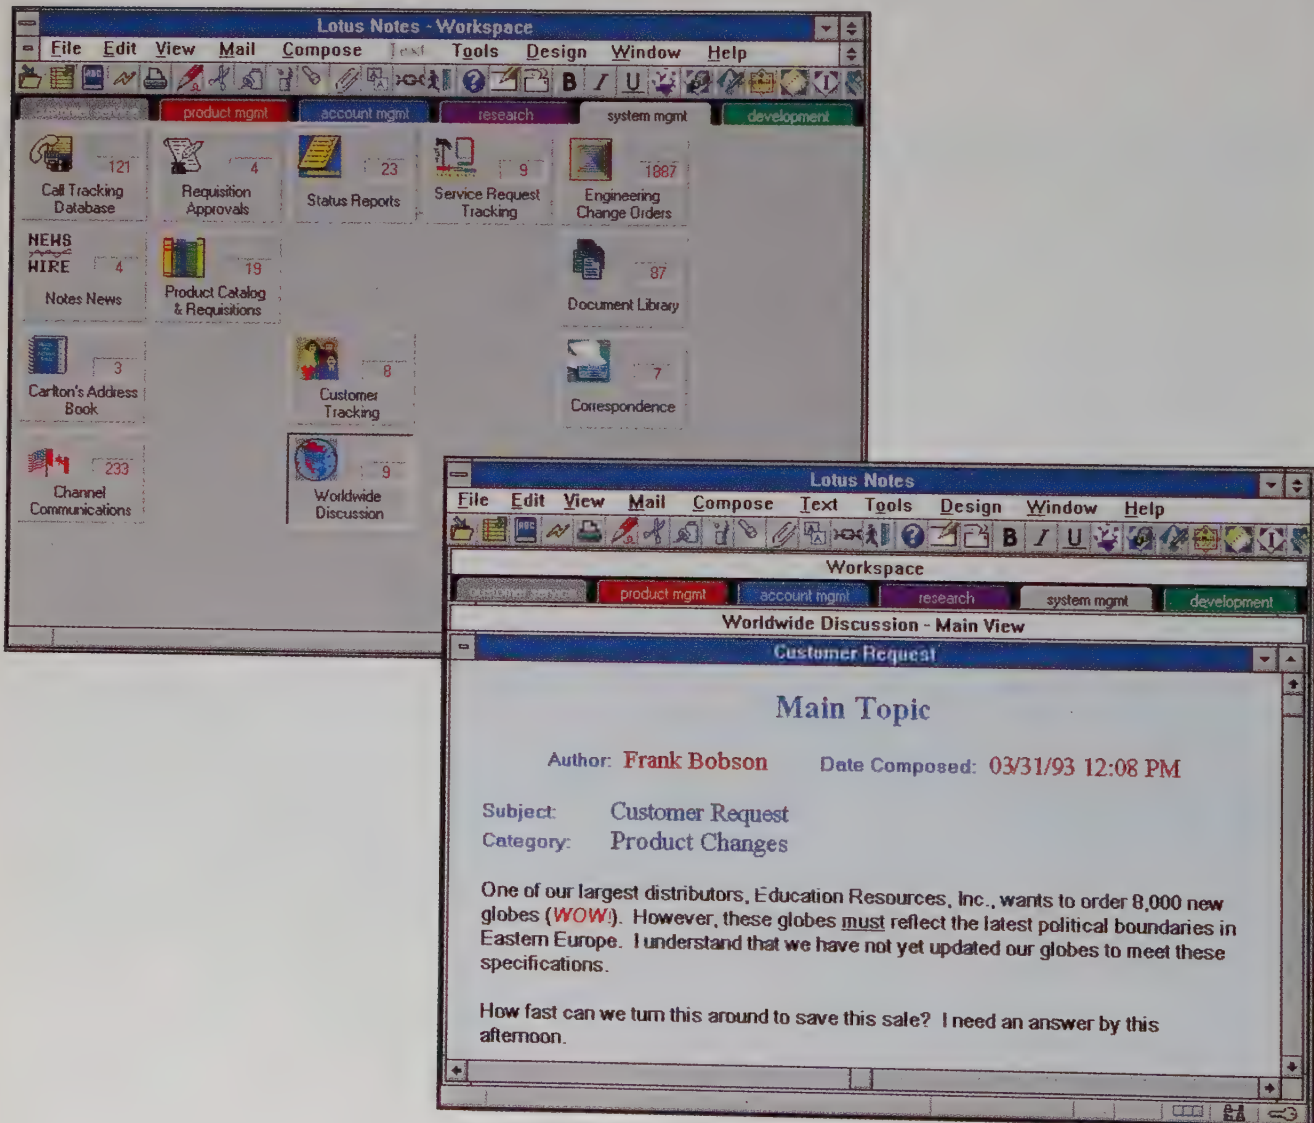 Lotus Notes - Workspace
File Edit View Mail Compose Text Tools Design Window Help
ABC
B I U
product mgmt account mgmt research system mgmt development
121
Call Tracking
Database
4
Requisition
Approvals
23
Status Reports
9
Service Request
Tracking
1887
Engineering
Change Orders
NEWS
WIRE
4
Notes News
19
Product Catalog
& Requisitions
87
Document Library
3
Carlton's Address
Book
8
Customer
Tracking
7
Correspondence
233
Channel
Communications
9
Worldwide
Discussion
Lotus Notes
File Edit View Mail Compose Text Tools Design Window Help
ABC
B I U
Workspace
customer service product mgmt account mgmt research system mgmt development
Worldwide Discussion - Main View
Customer Request
Main Topic
Author: Frank Bobson Date Composed: 03/31/93 12:08 PM
Subject: Customer Request
Category: Product Changes
One of our largest distributors, Education Resources, Inc., wants to order 8,000 new
globes (WOW!). However, these globes must reflect the latest political boundaries in
Eastern Europe. I understand that we have not yet updated our globes to meet these
specifications.
How fast can we turn this around to save this sale? I need an answer by this
afternoon.